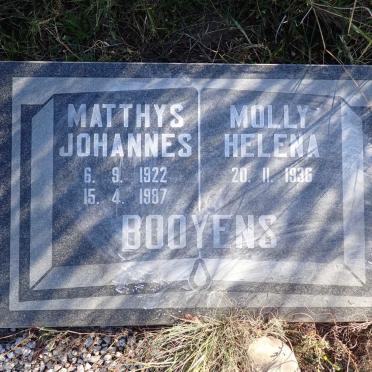 MATTHYS
JOHANNES
6. 9. 1922
15. 4. 1987
MOLLY
HELENA
20. 11. 1936
BOOYENS